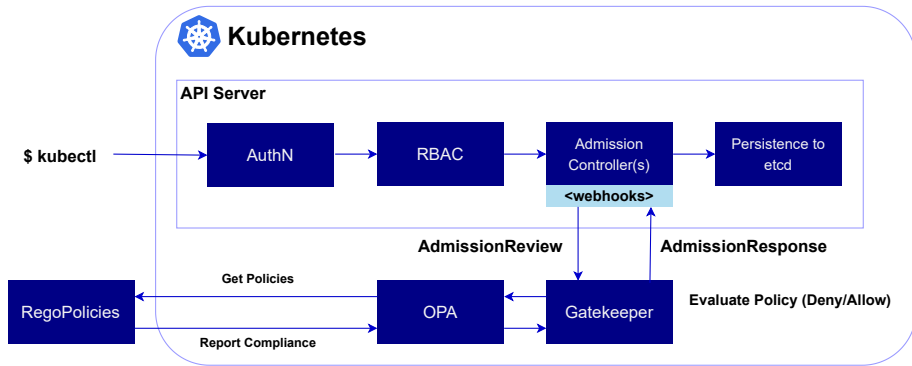 Kubernetes
API Server
$ kubectl
AuthN
RBAC
Admission
Controller(s)
Persistence to
etcd
<webhooks>
AdmissionReview
AdmissionResponse
Get Policies
RegoPolicies
OPA
Gatekeeper
Evaluate Policy (Deny/Allow)
Report Compliance